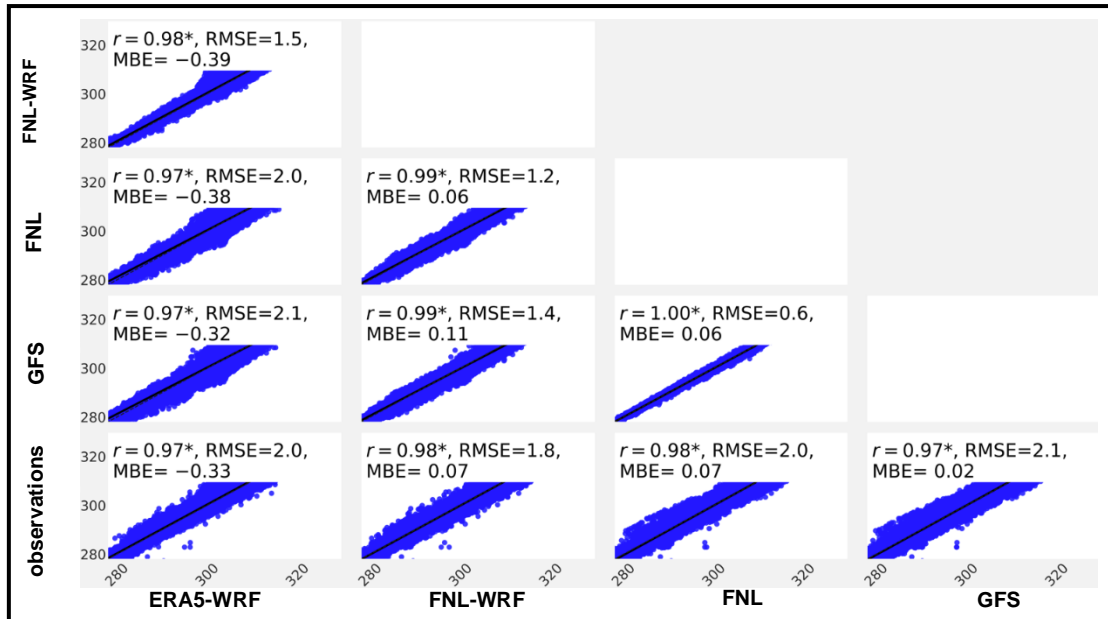 FNL-WRF
320
300
280
r = 0.98*, RMSE=1.5,
MBE= −0.39
FNL
320
300
280
r = 0.97*, RMSE=2.0,
MBE= −0.38
r = 0.99*, RMSE=1.2,
MBE= 0.06
GFS
320
300
280
r = 0.97*, RMSE=2.1,
MBE= −0.32
r = 0.99*, RMSE=1.4,
MBE= 0.11
r = 1.00*, RMSE=0.6,
MBE= 0.06
observations
320
300
280
r = 0.97*, RMSE=2.0,
MBE= −0.33
r = 0.98*, RMSE=1.8,
MBE= 0.07
r = 0.98*, RMSE=2.0,
MBE= 0.07
r = 0.97*, RMSE=2.1,
MBE= 0.02
280 300 320 280 300 320 280 300 320 280 300 320
ERA5-WRF FNL-WRF FNL GFS